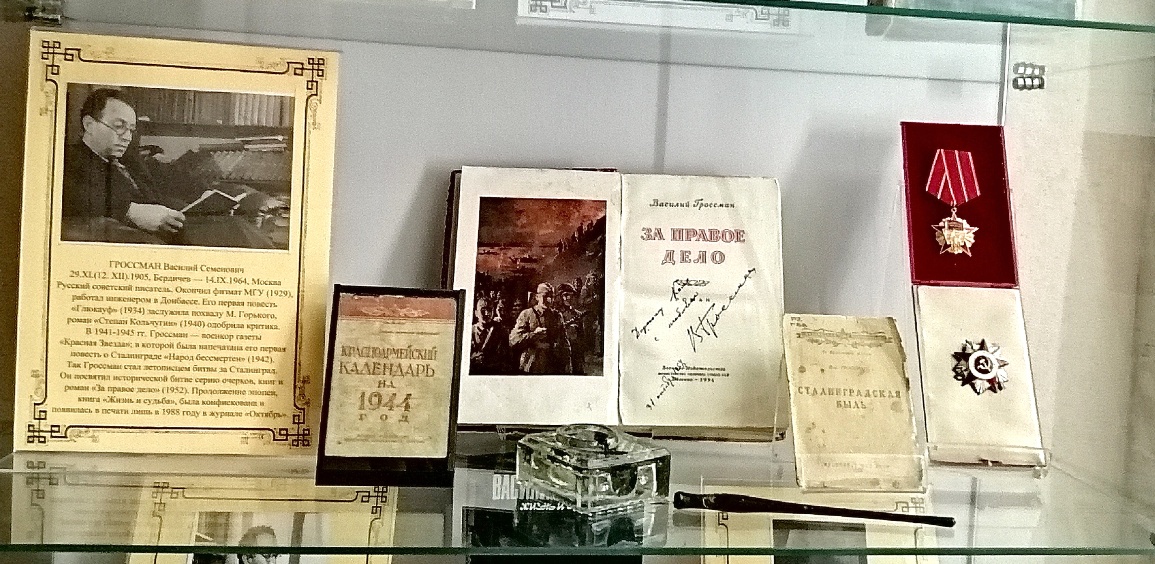 ГРОССМАН Василий Семенович
29.XI.(12. XII).1905, Бердичев — 14.IX.1964, Москва
Русский советский писатель. Окончил физмат МГУ (1929),
работал инженером в Донбассе. Его первая повесть
«Глюкауф» (1934) заслужила похвалу М. Горького,
роман «Степан Кольчугин» (1940) одобрила критика.
В 1941-1945 гг. Гроссман — военкор газеты
«Красная Звезда»; в которой была напечатана его первая
повесть о Сталинграде «Народ бессмертен» (1942).
Так Гроссман стал летописцем битвы за Сталинград.
Он посвятил исторической битве серию очерков, книг и
роман «За правое дело» (1952). Продолжение эпопеи,
книга «Жизнь и судьба», была конфискована и
появилась в печати лишь в 1988 году в журнале «Октябрь».
КРАСНОАРМЕЙСКИЙ
КАЛЕНДАРЬ
НА
1944
ГОД
Василий Гроссман
ЗА ПРАВОЕ
ДЕЛО
В Гроссман
Москва - 1954
СТАЛИНГРАДСКАЯ
БЫЛЬ